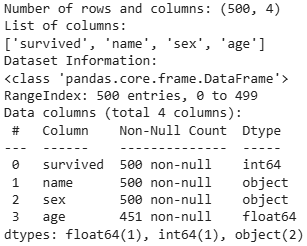 Number of rows and columns: (500, 4)
List of columns:
['survived', 'name', 'sex', 'age']
Dataset Information:
<class 'pandas.core.frame.DataFrame'>
RangeIndex: 500 entries, 0 to 499
Data columns (total 4 columns):
 #   Column    Non-Null Count  Dtype
---  ------    --------------  -----
 0   survived  500 non-null    int64
 1   name      500 non-null    object
 2   sex       500 non-null    object
 3   age       451 non-null    float64
dtypes: float64(1), int64(1), object(2)